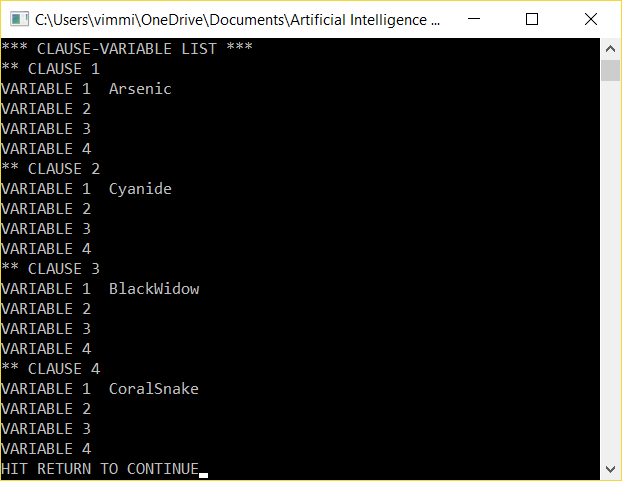 C:\Users\vimmi\OneDrive\Documents\Artificial Intelligence ...
*** CLAUSE-VARIABLE LIST ***
** CLAUSE 1
VARIABLE 1  Arsenic
VARIABLE 2
VARIABLE 3
VARIABLE 4
** CLAUSE 2
VARIABLE 1  Cyanide
VARIABLE 2
VARIABLE 3
VARIABLE 4
** CLAUSE 3
VARIABLE 1  BlackWidow
VARIABLE 2
VARIABLE 3
VARIABLE 4
** CLAUSE 4
VARIABLE 1  CoralSnake
VARIABLE 2
VARIABLE 3
VARIABLE 4
HIT RETURN TO CONTINUE